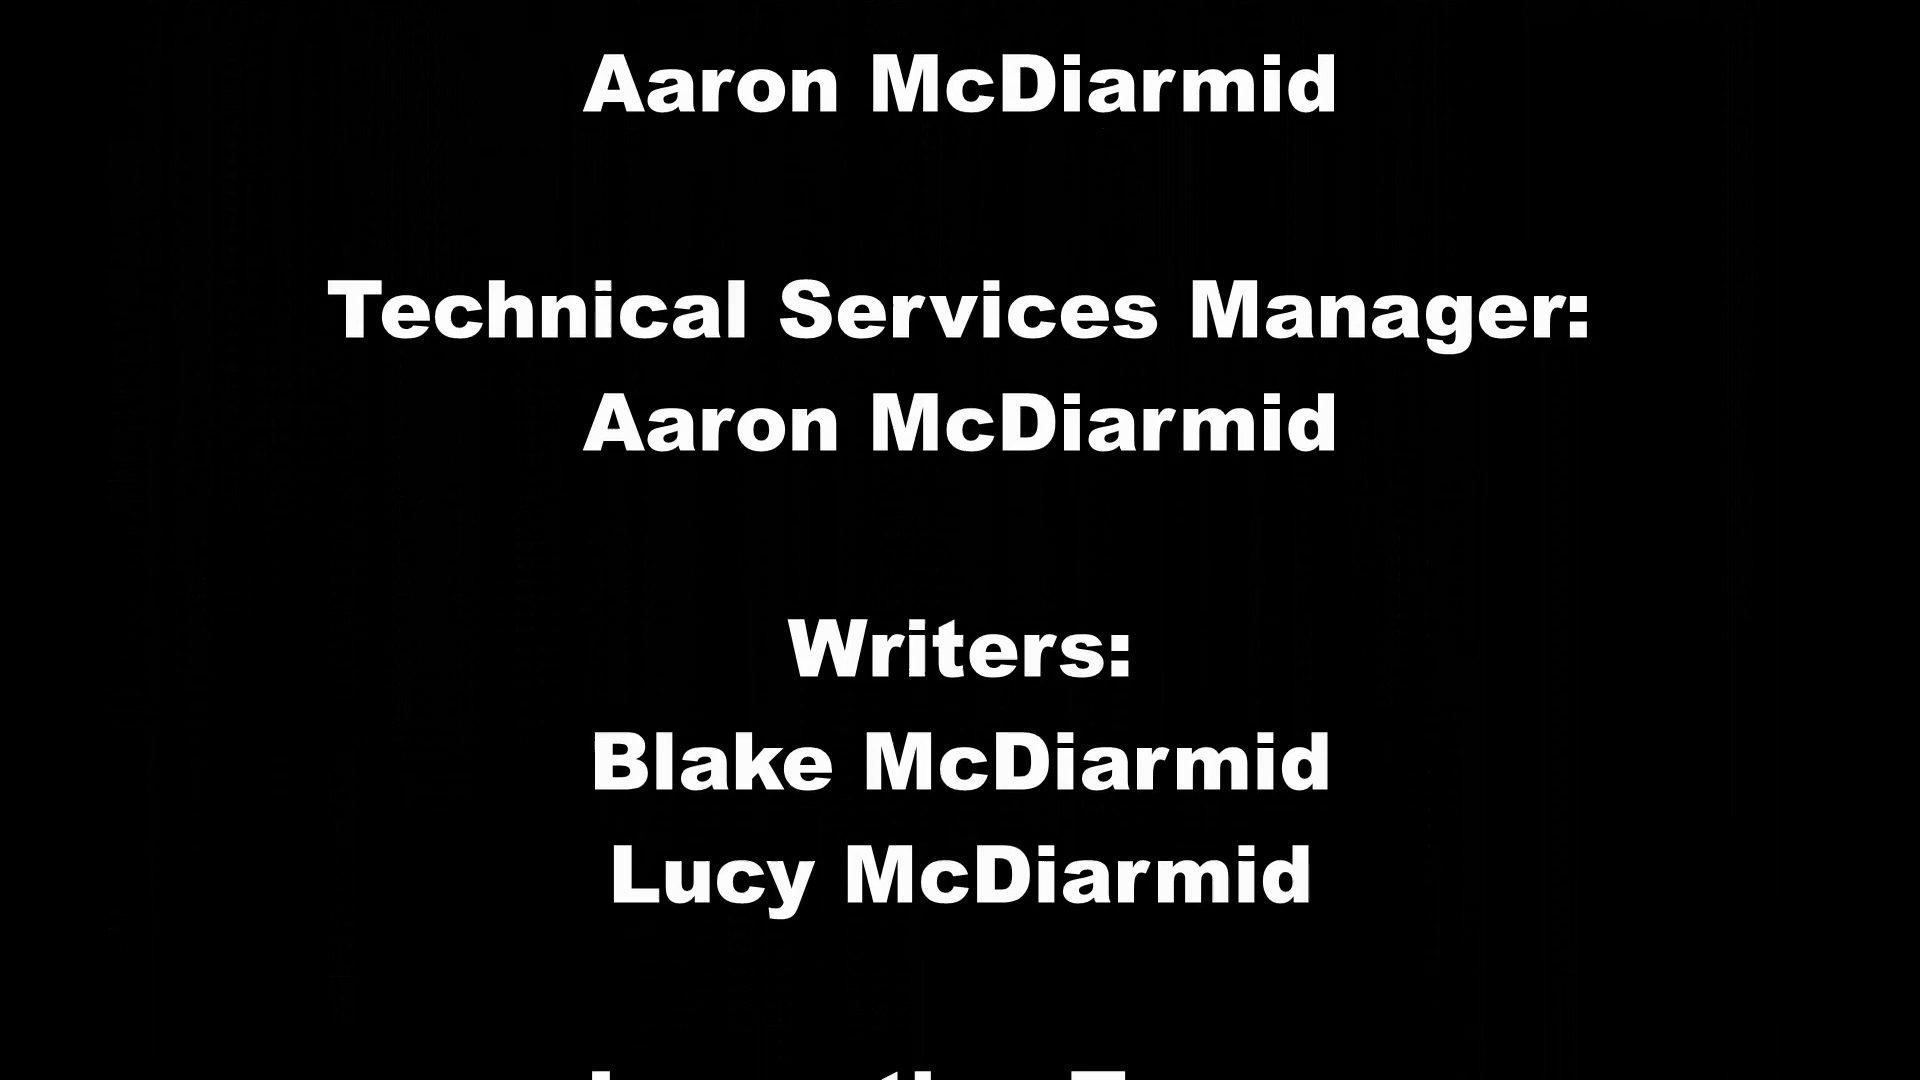 Aaron McDiarmid
Technical Services Manager:
Aaron McDiarmid
Writers:
Blake McDiarmid
Lucy McDiarmid